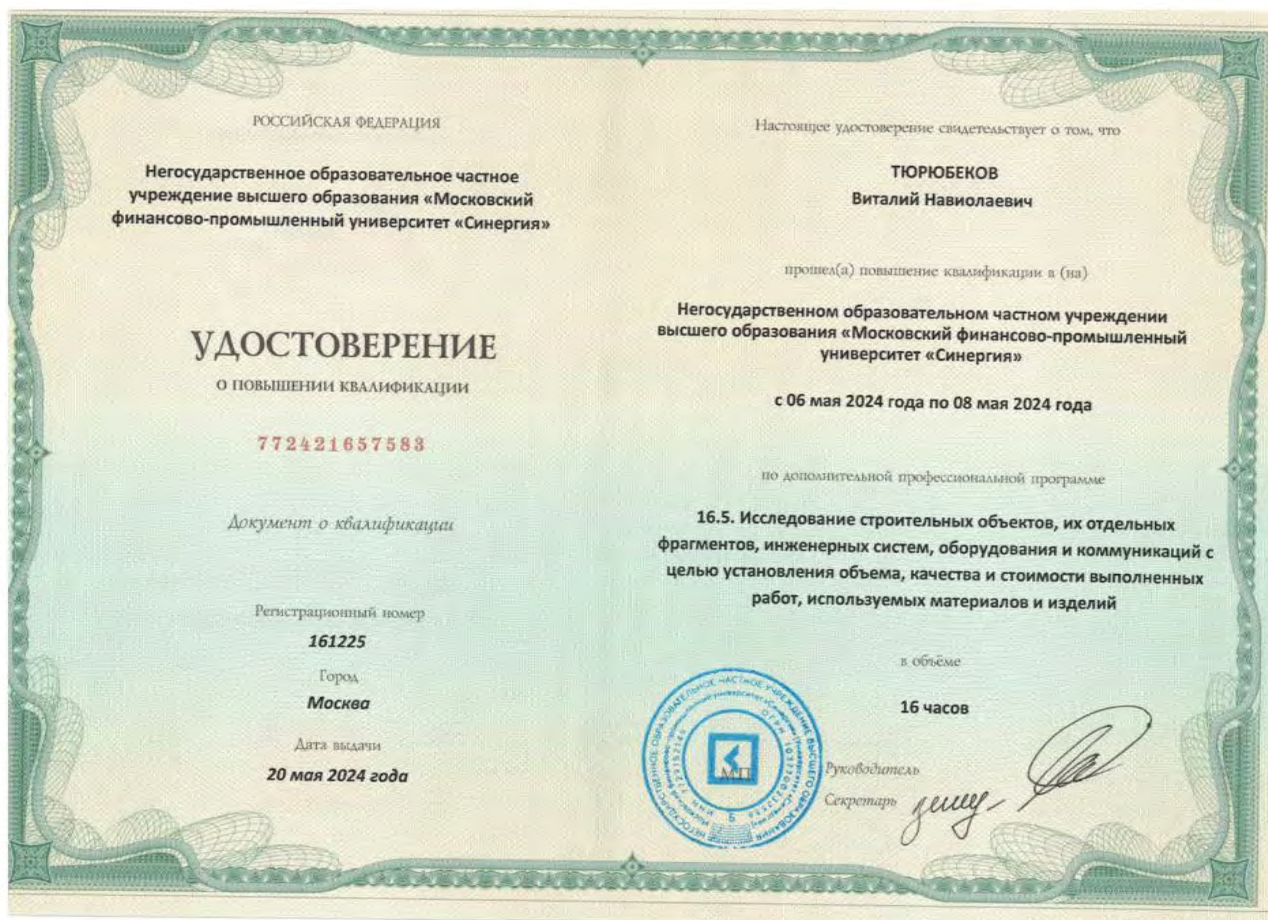 РОССИЙСКАЯ ФЕДЕРАЦИЯ
Негосударственное образовательное частное
учреждение высшего образования «Московский
финансово-промышленный университет «Синергия»
УДОСТОВЕРЕНИЕ
О ПОВЫШЕНИИ КВАЛИФИКАЦИИ
772421657583
Документ о квалификации
Регистрационный номер
161225
Город
Москва
Дата выдачи
20 мая 2024 года
Настоящее удостоверение свидетельствует о том, что
ТЮРЮБЕКОВ
Виталий Навиолаевич
прошел(а) повышение квалификации в (на)
Негосударственном образовательном частном учреждении
высшего образования «Московский финансово-промышленный
университет «Синергия»
с 06 мая 2024 года по 08 мая 2024 года
по дополнительной профессиональной программе
16.5. Исследование строительных объектов, их отдельных
фрагментов, инженерных систем, оборудования и коммуникаций с
целью установления объема, качества и стоимости выполненных
работ, используемых материалов и изделий
в объёме
16 часов
М.П.
Руководитель
Секретарь